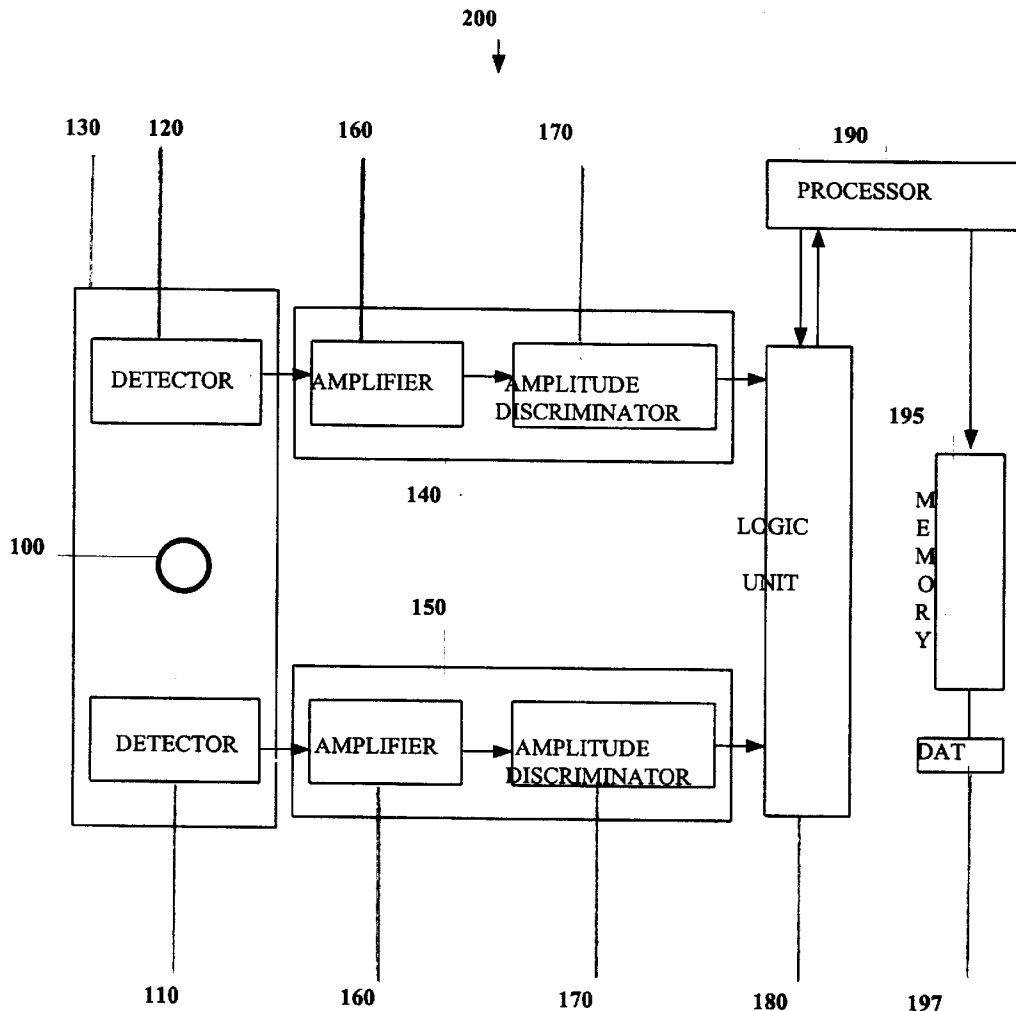 200
130 120 160 170 190
PROCESSOR
DETECTOR AMPLIFIER AMPLITUDE
DISCRIMINATOR
195
140
MEMORY
LOGIC
UNIT
100
150
DETECTOR AMPLIFIER AMPLITUDE
DISCRIMINATOR
DAT
110 160 170 180 197